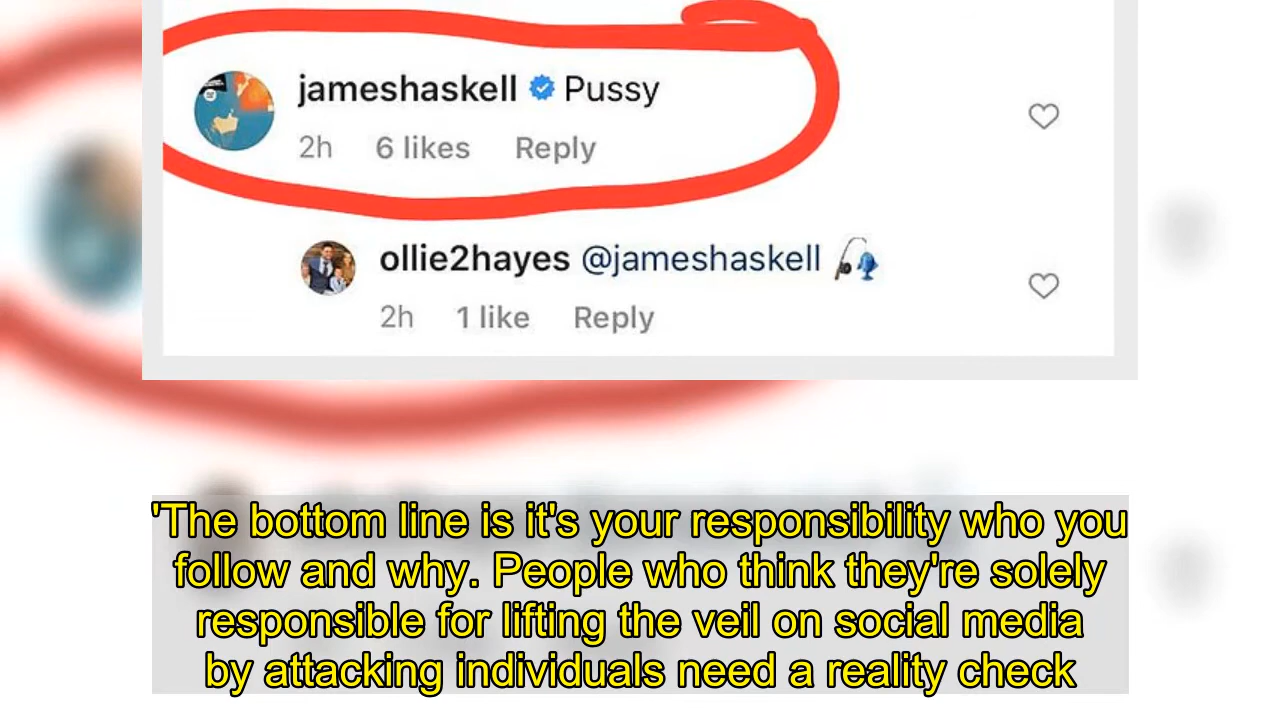 jameshaskell Pussy
2h 6 likes Reply
ollie2hayes @jameshaskell 🎣
2h 1 like Reply
'The bottom line is it's your responsibility who you
follow and why. People who think they're solely
responsible for lifting the veil on social media
by attacking individuals need a reality check